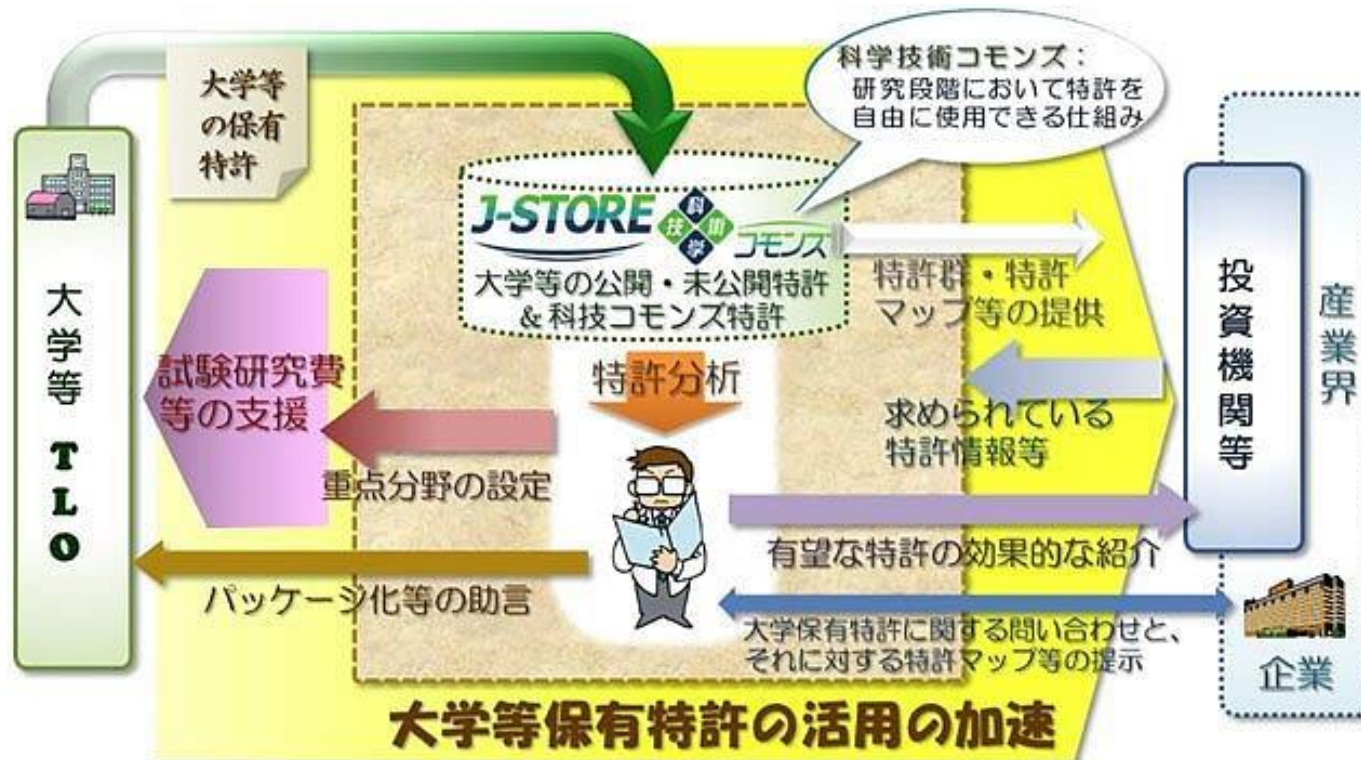 大学等
の保有
特許
科学技術コモンズ：
研究段階において特許を
自由に使用できる仕組み
大学等 TLO
J-STORE
科
技 術
学
コモンズ
大学等の公開・未公開特許
&科技コモンズ特許
特許群・特許
マップ等の提供
投資機関等
産業界
試験研究費
等の支援
特許分析
求められている
特許情報等
重点分野の設定
有望な特許の効果的な紹介
パッケージ化等の助言
大学保有特許に関する問い合わせと、
それに対する特許マップ等の提示
企業
大学等保有特許の活用の加速